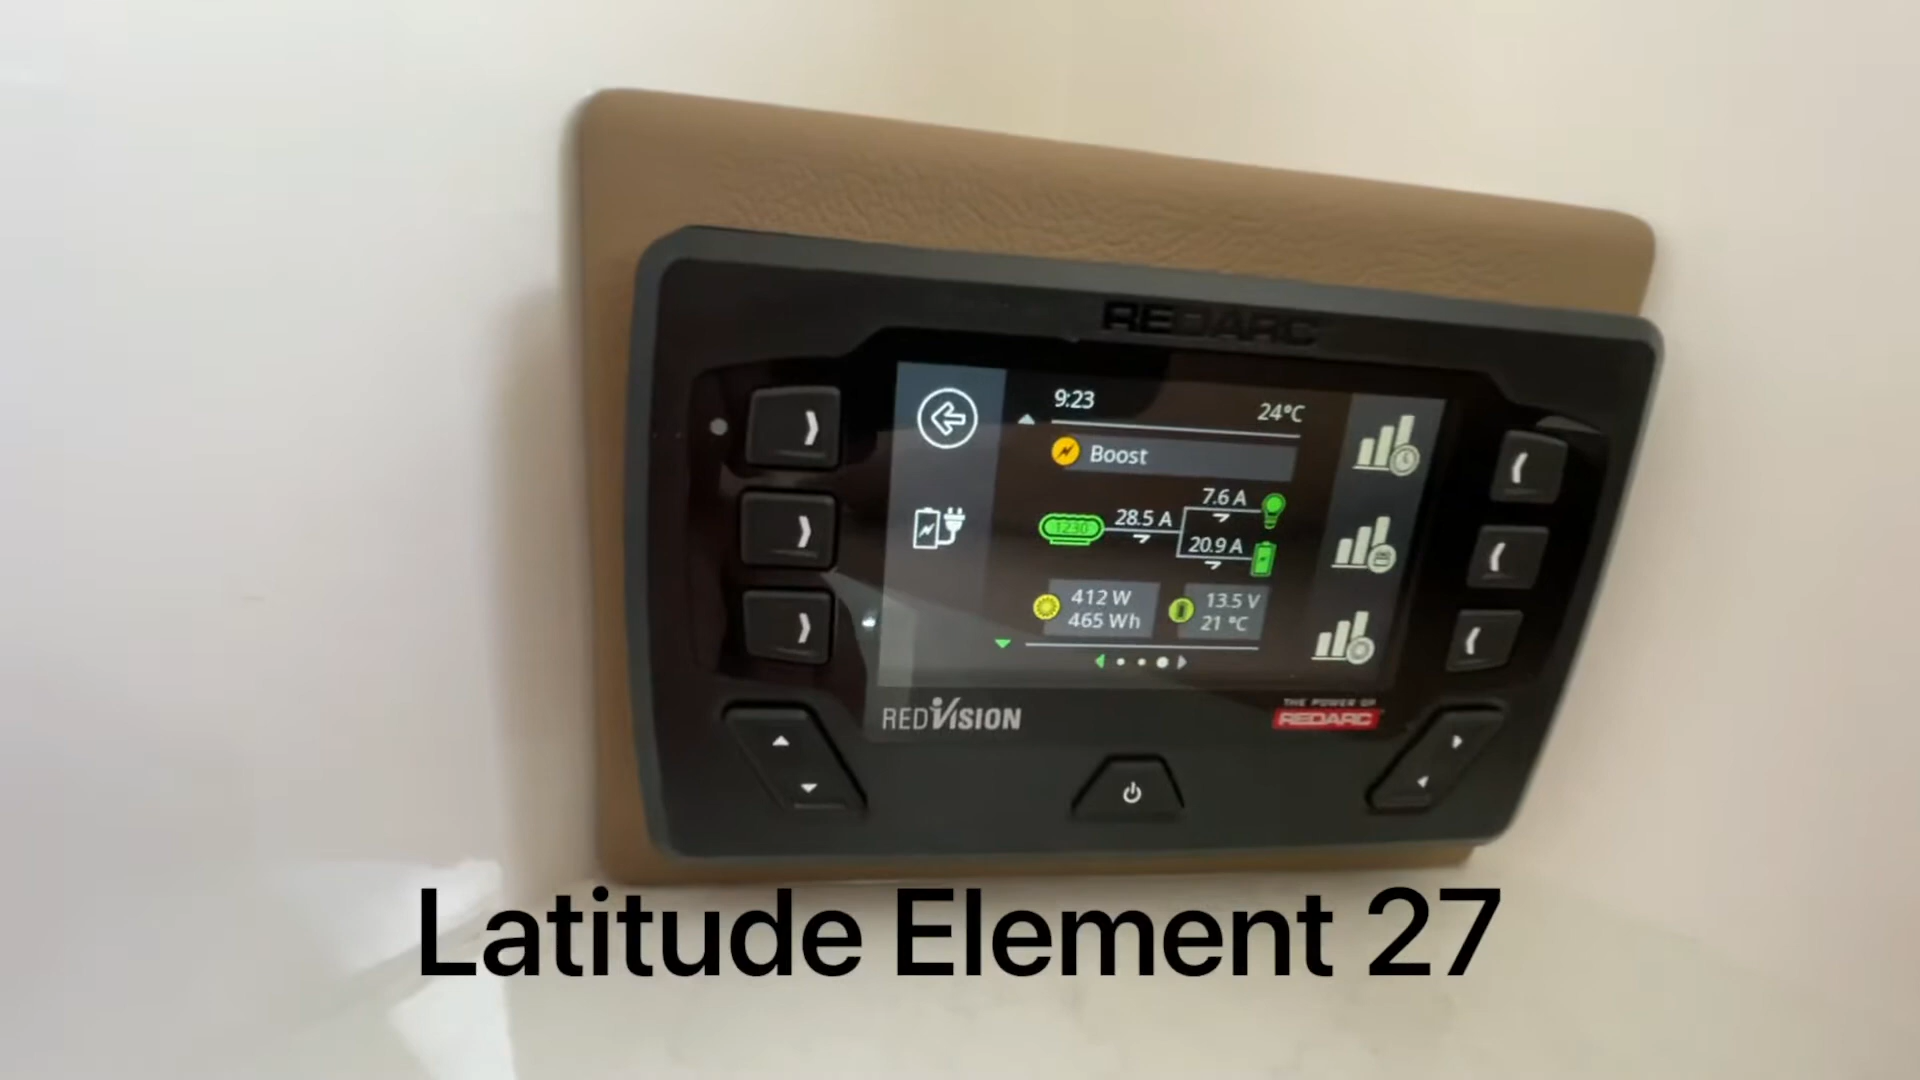 REDARC
9:23
24°C
Boost
7.6 A
1230
28.5 A
20.9 A
412 W
13.5 V
465 Wh
21 °C
REDVISION
THE POWER OF
REDARC
Latitude Element 27